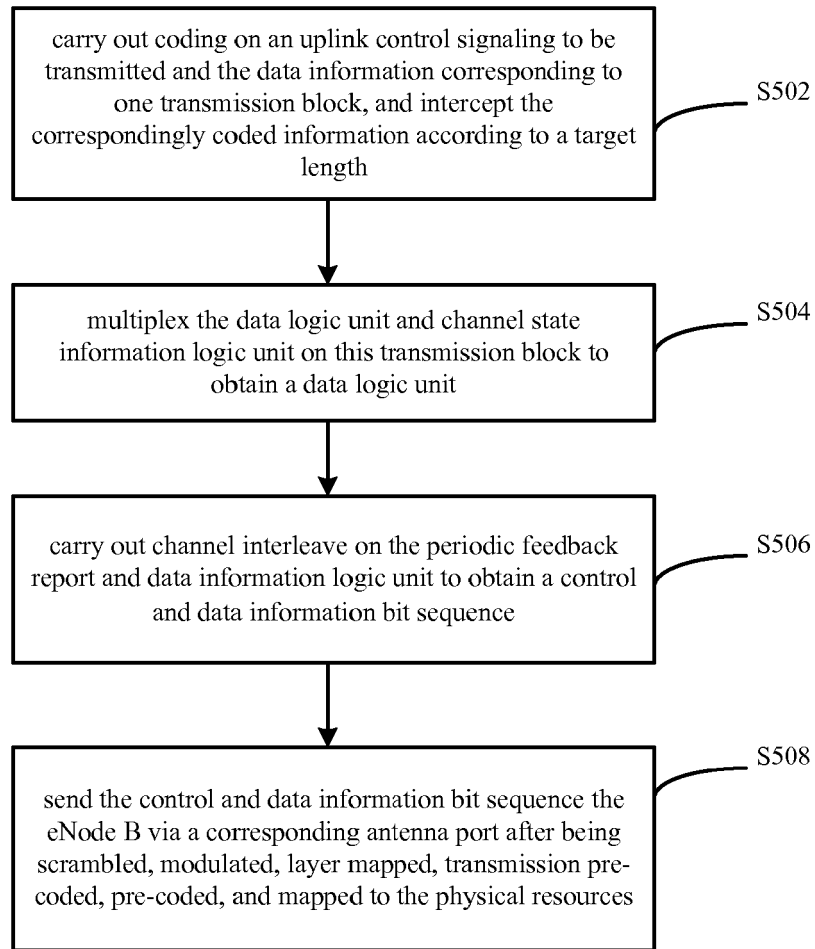 carry out coding on an uplink control signaling to be
transmitted and the data information corresponding to
one transmission block, and intercept the
correspondingly coded information according to a target
length
S502
multiplex the data logic unit and channel state
information logic unit on this transmission block to
obtain a data logic unit
S504
carry out channel interleave on the periodic feedback
report and data information logic unit to obtain a control
and data information bit sequence
S506
send the control and data information bit sequence the
eNode B via a corresponding antenna port after being
scrambled, modulated, layer mapped, transmission pre-
coded, pre-coded, and mapped to the physical resources
S508